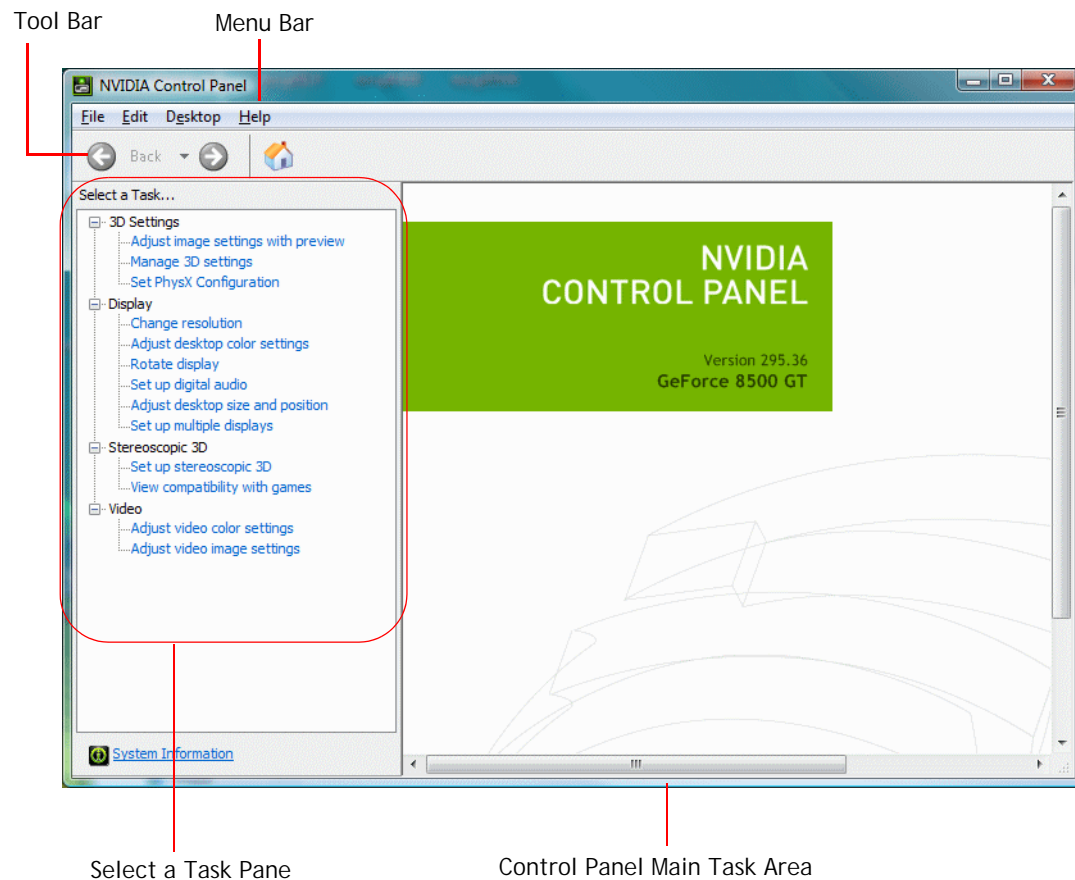 Tool Bar
Menu Bar
NVIDIA Control Panel
File Edit Desktop Help
Back
Select a Task...
3D Settings
Adjust image settings with preview
Manage 3D settings
Set PhysX Configuration
Display
Change resolution
Adjust desktop color settings
Rotate display
Set up digital audio
Adjust desktop size and position
Set up multiple displays
Stereoscopic 3D
Set up stereoscopic 3D
View compatibility with games
Video
Adjust video color settings
Adjust video image settings
System Information
NVIDIA
CONTROL PANEL
Version 295.36
GeForce 8500 GT
Select a Task Pane
Control Panel Main Task Area